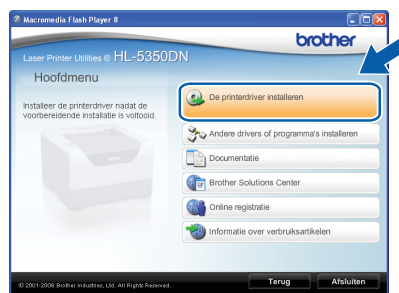 Macromedia Flash Player 8
brother
Laser Printer Utilities ® HL-5350DN
Hoofdmenu
Installeer de printerdriver nadat de
voorbereidende installatie is voltooid.
De printerdriver installeren
Andere drivers of programma's installeren
Documentatie
Brother Solutions Center
Online registratie
Informatie over verbruiksartikelen
© 2001-2008 Brother Industries, Ltd. All Rights Reserved.
Terug
Afsluiten